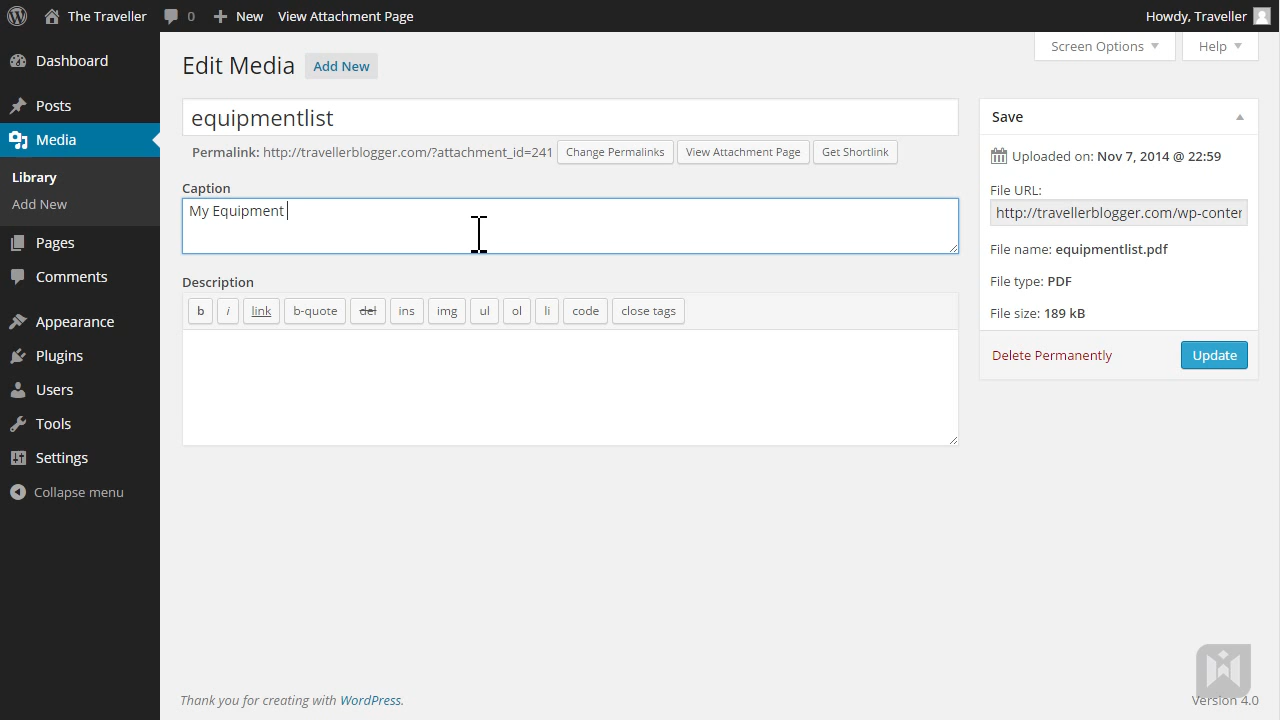 The Traveller 0 New View Attachment Page Howdy, Traveller
Screen Options Help
Dashboard
Posts
Media
Library
Add New
Pages
Comments
Appearance
Plugins
Users
Tools
Settings
Collapse menu
Edit Media Add New
equipmentlist
Permalink: http://travellerblogger.com/?attachment_id=241 Change Permalinks View Attachment Page Get Shortlink
Caption
My Equipment
Description
b i link b-quote del ins img ul ol li code close tags
Save
Uploaded on: Nov 7, 2014 @ 22:59
File URL:
http://travellerblogger.com/wp-conter
File name: equipmentlist.pdf
File type: PDF
File size: 189 kB
Delete Permanently Update
Thank you for creating with WordPress.
Version 4.0